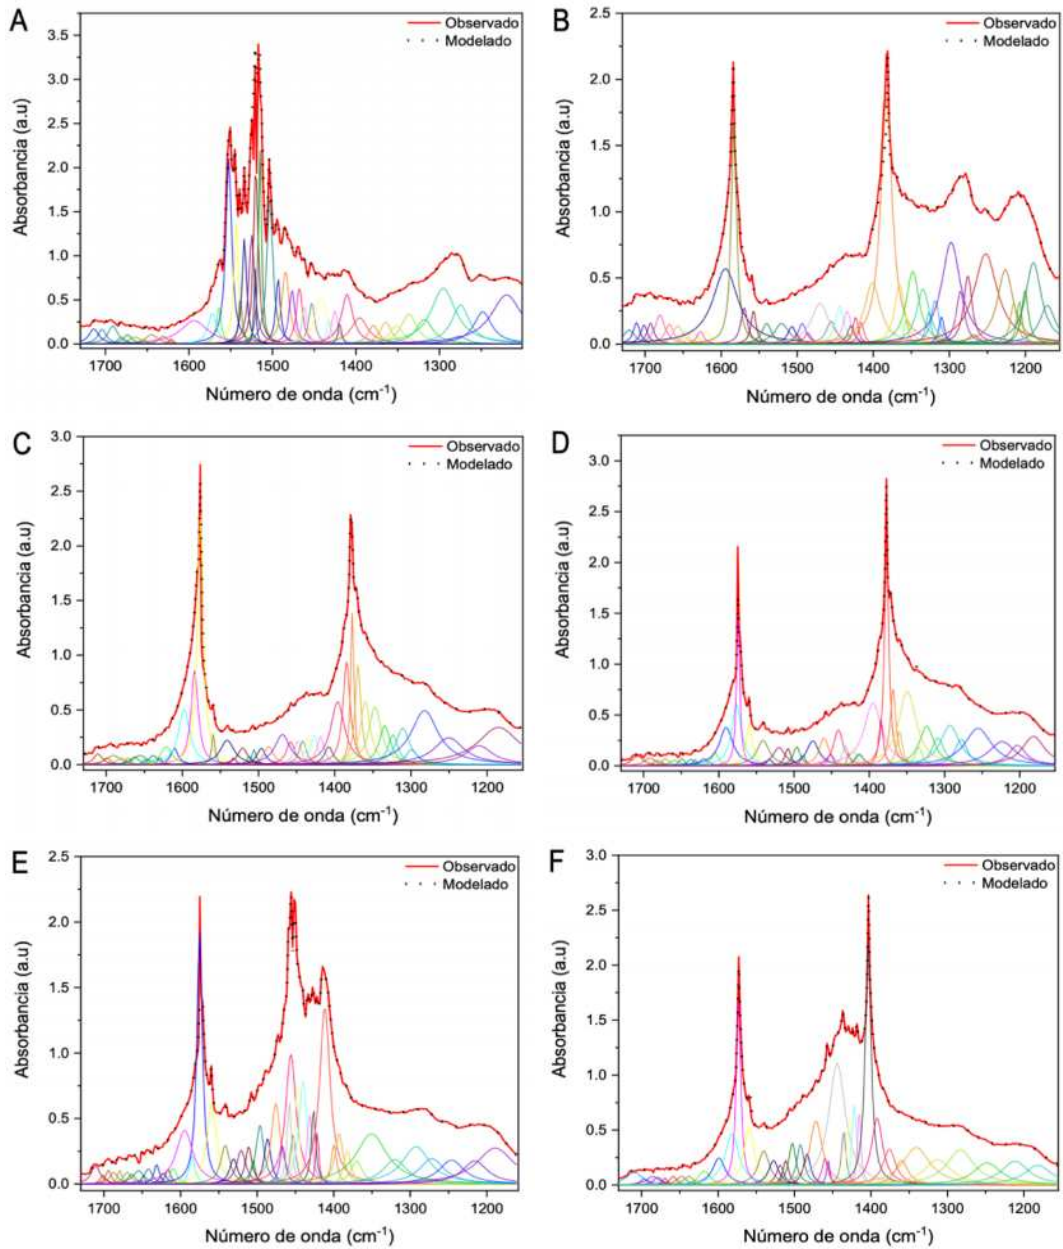 A
Observado
Modelado
Absorbancia (a.u)
3.5
3.0
2.5
2.0
1.5
1.0
0.5
0.0
1700 1600 1500 1400 1300
Número de onda (cm⁻¹)
B
Observado
Modelado
Absorbancia (a.u)
2.5
2.0
1.5
1.0
0.5
0.0
1700 1600 1500 1400 1300 1200
Número de onda (cm⁻¹)
C
Observado
Modelado
Absorbancia (a.u)
3.0
2.5
2.0
1.5
1.0
0.5
0.0
1700 1600 1500 1400 1300 1200
Número de onda (cm⁻¹)
D
Observado
Modelado
Absorbancia (a.u)
3.0
2.5
2.0
1.5
1.0
0.5
0.0
1700 1600 1500 1400 1300 1200
Número de onda (cm⁻¹)
E
Observado
Modelado
Absorbancia (a.u)
2.5
2.0
1.5
1.0
0.5
0.0
1700 1600 1500 1400 1300 1200
Número de onda (cm⁻¹)
F
Observado
Modelado
Absorbancia (a.u)
3.0
2.5
2.0
1.5
1.0
0.5
0.0
1700 1600 1500 1400 1300 1200
Número de onda (cm⁻¹)